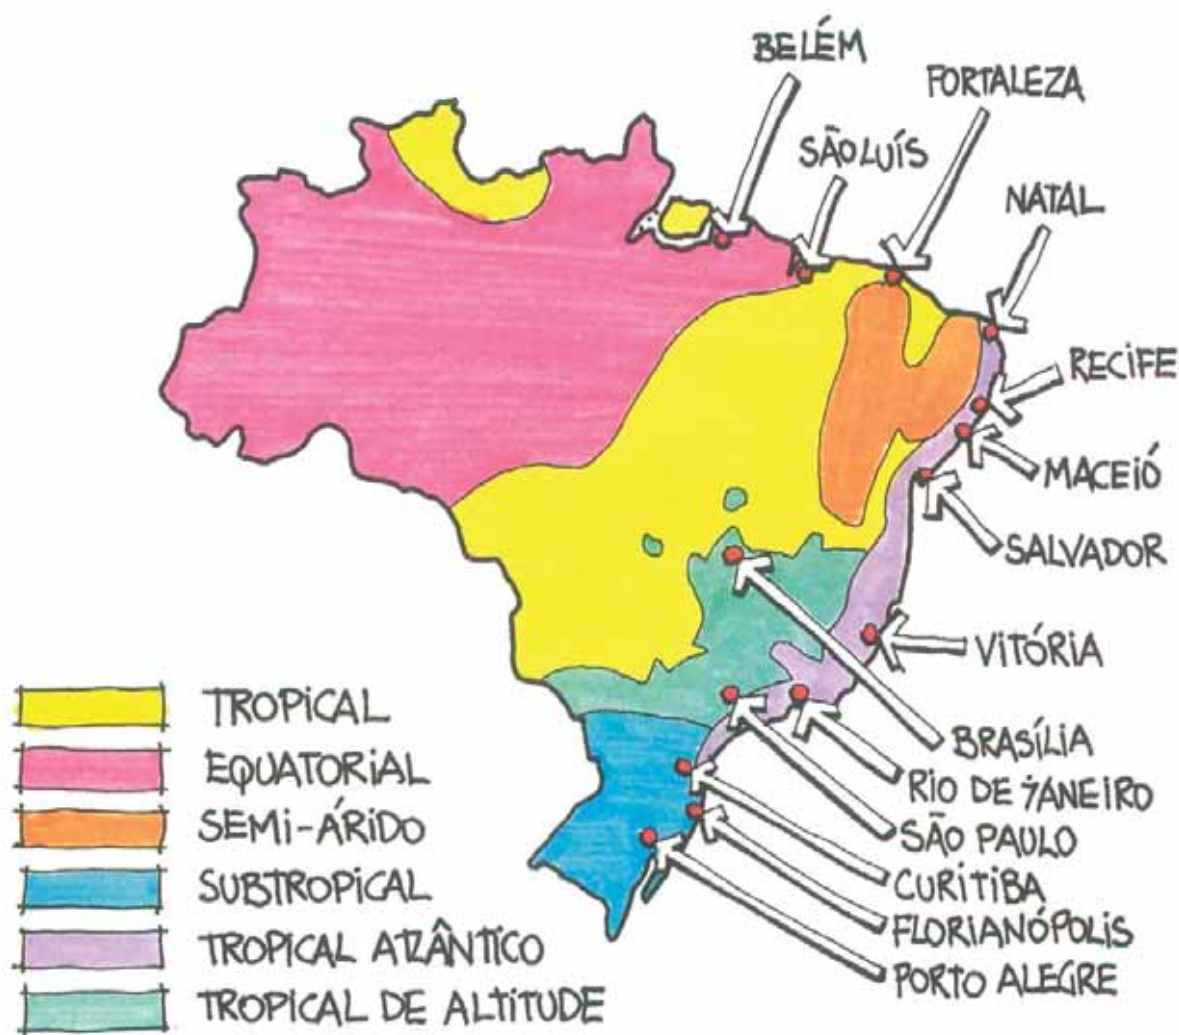 BELÉM
FORTALEZA
SÃO LUÍS
NATAL
RECIFE
MACEIÓ
SALVADOR
VITÓRIA
BRASÍLIA
RIO DE JANEIRO
SÃO PAULO
CURITIBA
FLORIANÓPOLIS
PORTO ALEGRE
TROPICAL
EQUATORIAL
SEMI-ÁRIDO
SUBTROPICAL
TROPICAL ATLÂNTICO
TROPICAL DE ALTITUDE